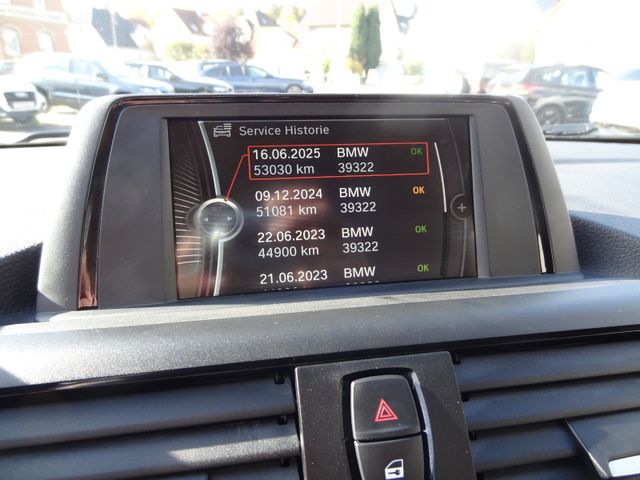 Service Historie
16.06.2025 BMW OK
53030 km 39322
09.12.2024 BMW OK
51081 km 39322
22.06.2023 BMW OK
44900 km 39322
21.06.2023 BMW OK